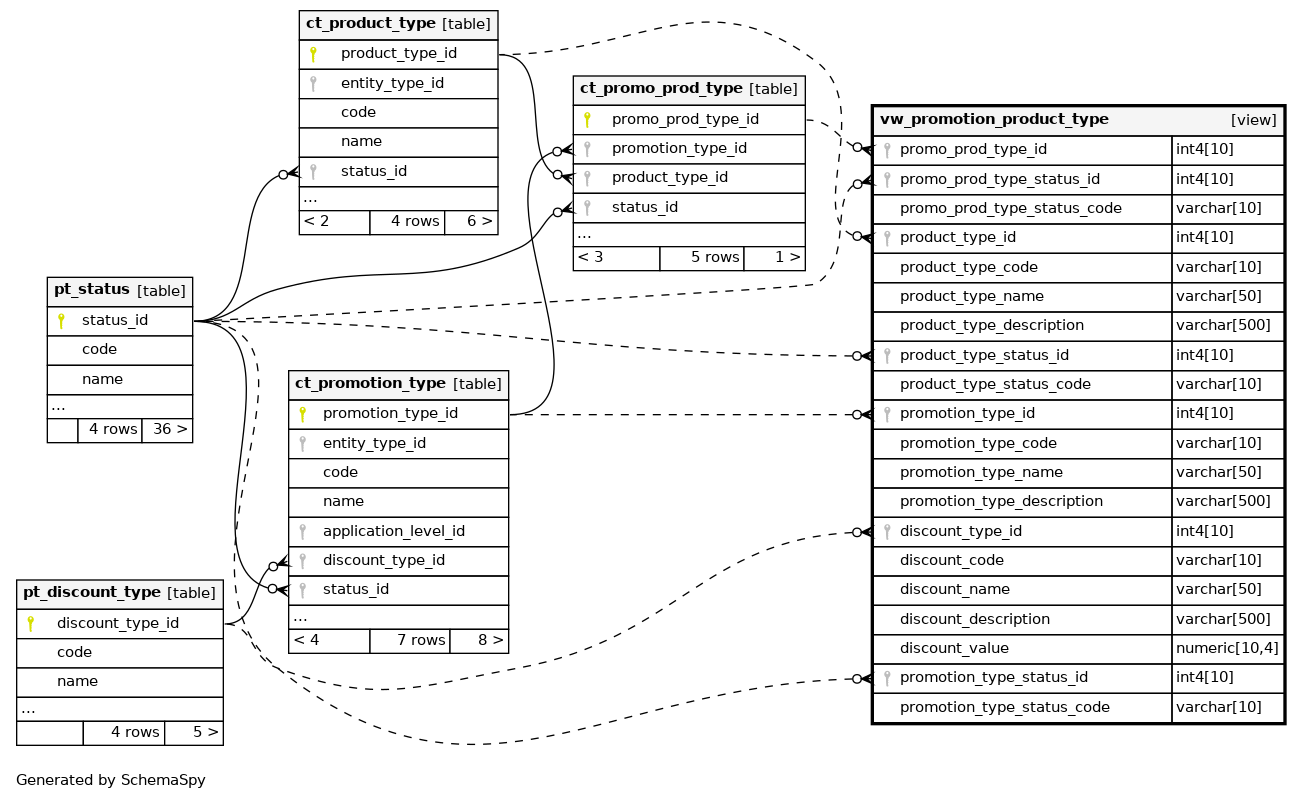 ct_product_type [table]
product_type_id
entity_type_id
code
name
status_id
...
< 2 4 rows 6 >
ct_promo_prod_type [table]
promo_prod_type_id
promotion_type_id
product_type_id
status_id
...
< 3 5 rows 1 >
vw_promotion_product_type [view]
promo_prod_type_id int4[10]
promo_prod_type_status_id int4[10]
promo_prod_type_status_code varchar[10]
product_type_id int4[10]
product_type_code varchar[10]
product_type_name varchar[50]
product_type_description varchar[500]
product_type_status_id int4[10]
product_type_status_code varchar[10]
promotion_type_id int4[10]
promotion_type_code varchar[10]
promotion_type_name varchar[50]
promotion_type_description varchar[500]
discount_type_id int4[10]
discount_code varchar[10]
discount_name varchar[50]
discount_description varchar[500]
discount_value numeric[10,4]
promotion_type_status_id int4[10]
promotion_type_status_code varchar[10]
pt_status [table]
status_id
code
name
...
4 rows 36 >
ct_promotion_type [table]
promotion_type_id
entity_type_id
code
name
application_level_id
discount_type_id
status_id
...
< 4 7 rows 8 >
pt_discount_type [table]
discount_type_id
code
name
...
4 rows 5 >
Generated by SchemaSpy